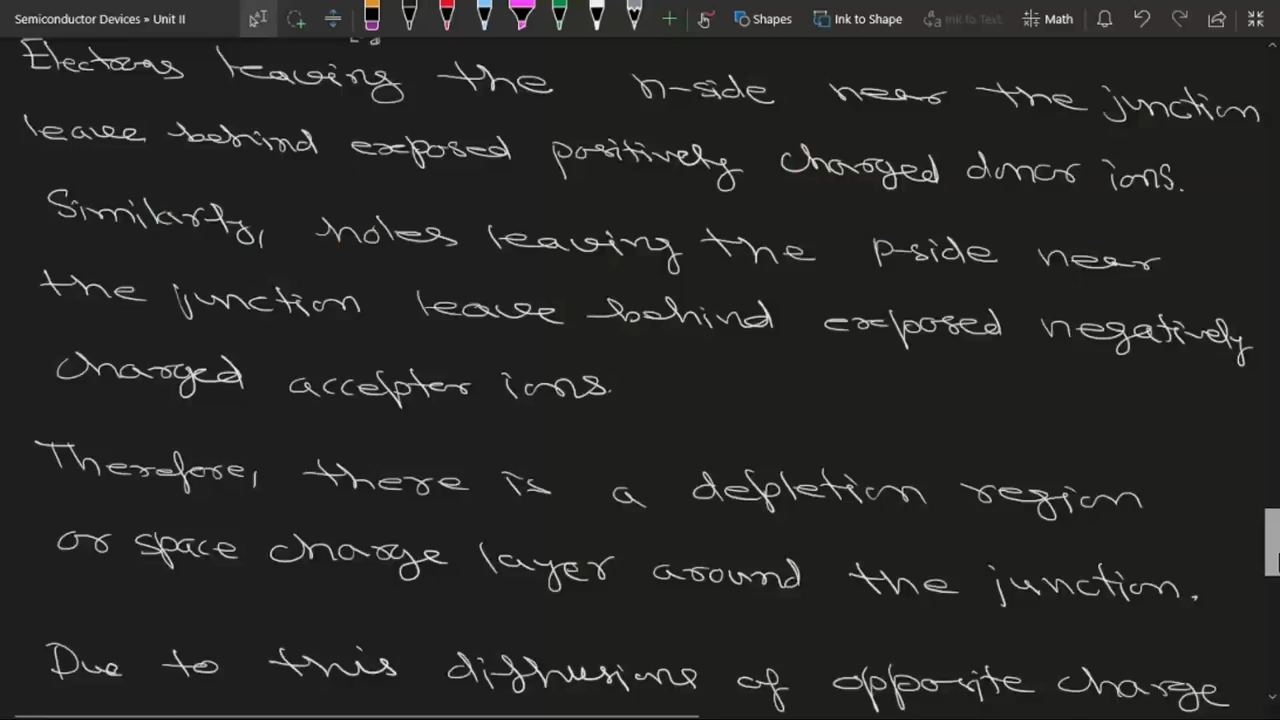 Semiconductor Devices » Unit II
Shapes
Ink to Shape
Ink to Text
Math
Electrons leaving the n-side near the junction
leave behind exposed positively charged donor ions.
Similarly, holes leaving the p-side near
the junction leave behind exposed negatively
charged accepter ions.
Therefore, there is a depletion region
or space charge layer around the junction.
Due to this diffusions of opposite charge